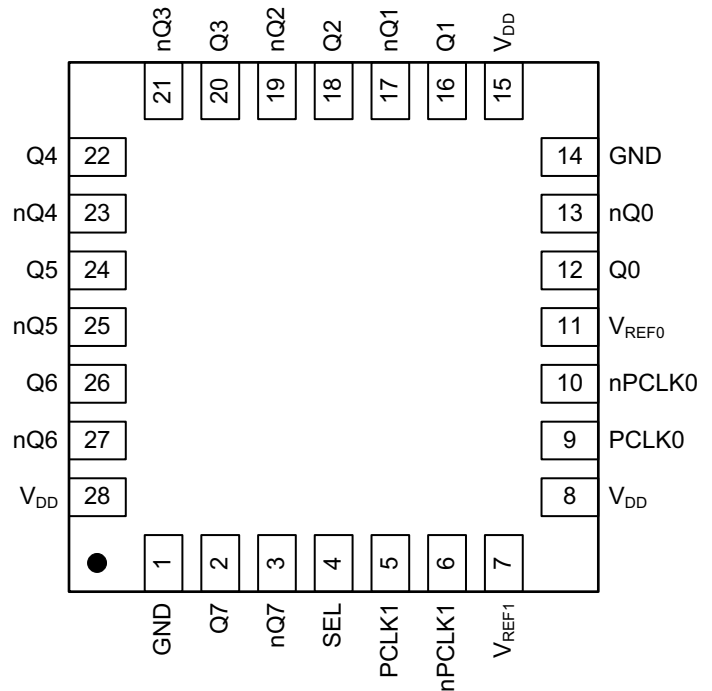 nQ3 Q3 nQ2 Q2 nQ1 Q1 VDD
21 20 19 18 17 16 15
Q4 22 14 GND
nQ4 23 13 nQ0
Q5 24 12 Q0
nQ5 25 11 VREF0
Q6 26 10 nPCLK0
nQ6 27 9 PCLK0
VDD 28 8 VDD
1 2 3 4 5 6 7
GND Q7 nQ7 SEL PCLK1 nPCLK1 VREF1